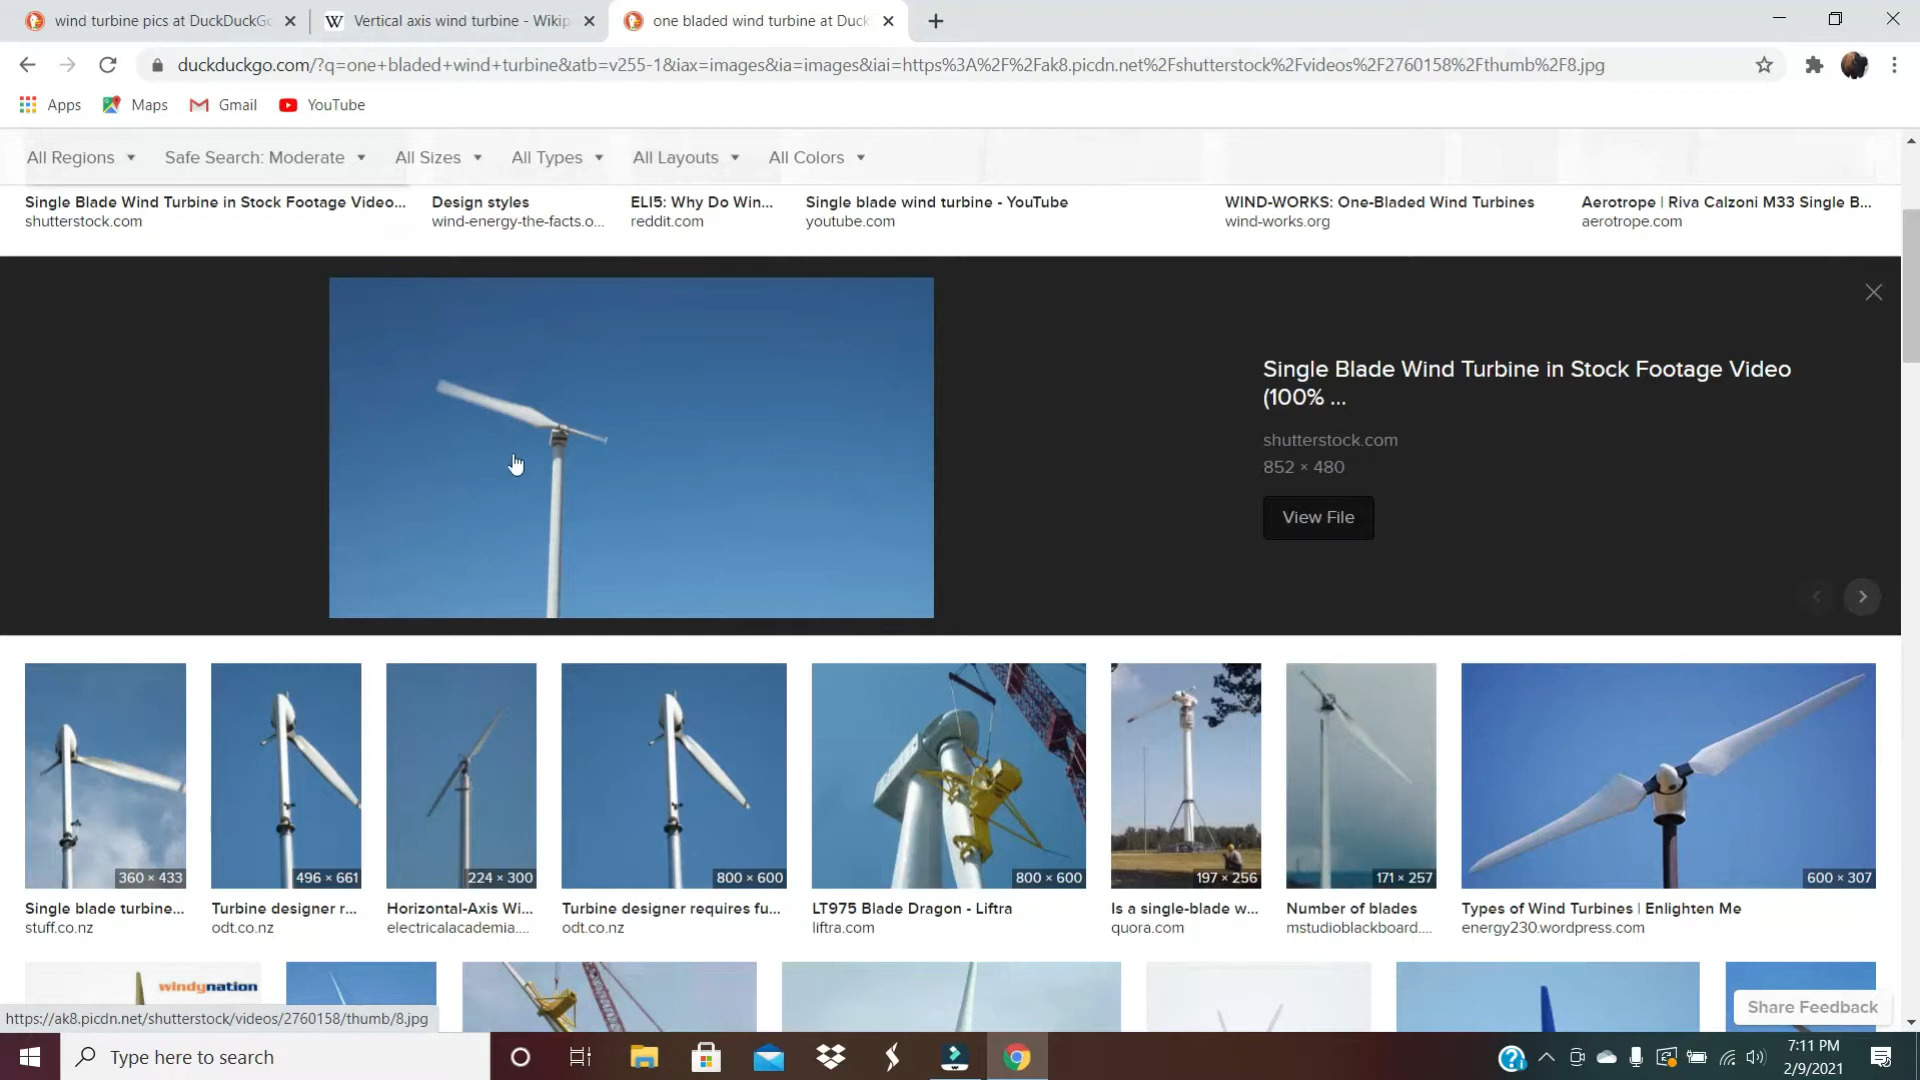 wind turbine pics at DuckDuckGo
Vertical axis wind turbine - Wikip
one bladed wind turbine at Duck
duckduckgo.com/?q=one+bladed+wind+turbine&atb=v255-1&iax=images&ia=images&iai=https%3A%2F%2Fak8.picdn.net%2Fshutterstock%2Fvideos%2F2760158%2Fthumb%2F8.jpg
Apps Maps Gmail YouTube
All Regions Safe Search: Moderate All Sizes All Types All Layouts All Colors
Single Blade Wind Turbine in Stock Footage Video...
shutterstock.com
Design styles
wind-energy-the-facts.o...
ELI5: Why Do Win...
reddit.com
Single blade wind turbine - YouTube
youtube.com
WIND-WORKS: One-Bladed Wind Turbines
wind-works.org
Aerotrope | Riva Calzoni M33 Single B...
aerotrope.com
Single Blade Wind Turbine in Stock Footage Video
(100% ...
shutterstock.com
852 × 480
View File
360 × 433
Single blade turbine...
stuff.co.nz
496 × 661
Turbine designer r...
odt.co.nz
224 × 300
Horizontal-Axis Wi...
electricalacademia....
800 × 600
Turbine designer requires fu...
odt.co.nz
800 × 600
LT975 Blade Dragon - Liftra
liftra.com
197 × 256
Is a single-blade w...
quora.com
171 × 257
Number of blades
mstudioblackboard....
600 × 307
Types of Wind Turbines | Enlighten Me
energy230.wordpress.com
windynation
Share Feedback
https://ak8.picdn.net/shutterstock/videos/2760158/thumb/8.jpg
Type here to search
7:11 PM
2/9/2021